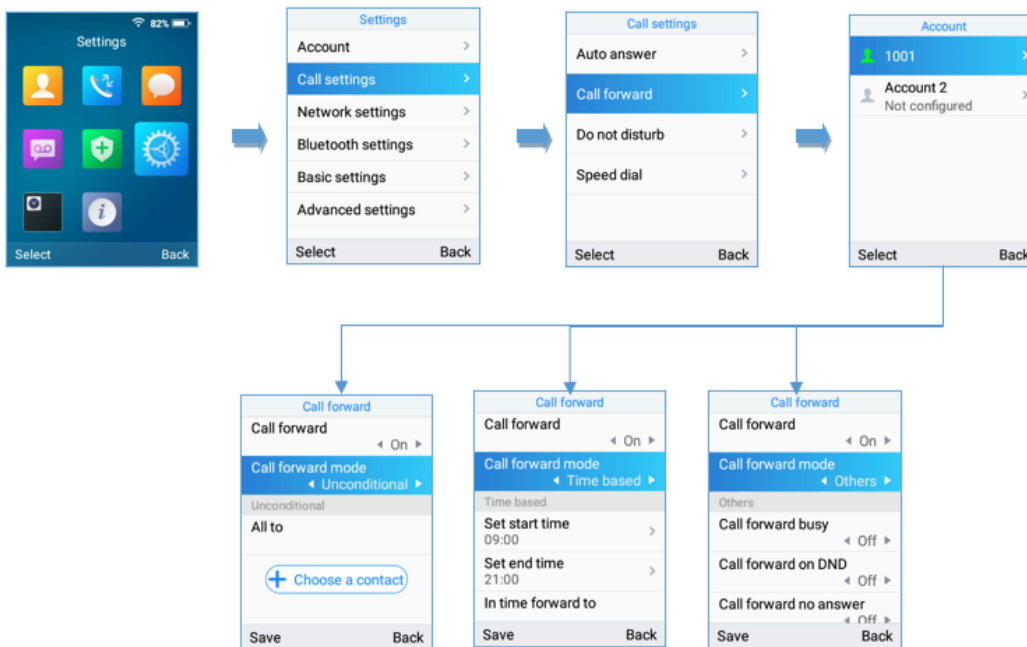 82%
Settings
Select Back
Settings
Account
Call settings
Network settings
Bluetooth settings
Basic settings
Advanced settings
Select Back
Call settings
Auto answer
Call forward
Do not disturb
Speed dial
Select Back
Account
1001
Account 2
Not configured
Select Back
Call forward
Call forward
On
Call forward mode
Unconditional
Unconditional
All to
+ Choose a contact
Save Back
Call forward
Call forward
On
Call forward mode
Time based
Time based
Set start time
09:00
Set end time
21:00
In time forward to
Save Back
Call forward
Call forward
On
Call forward mode
Others
Others
Call forward busy
Off
Call forward on DND
Off
Call forward no answer
Off
Save Back